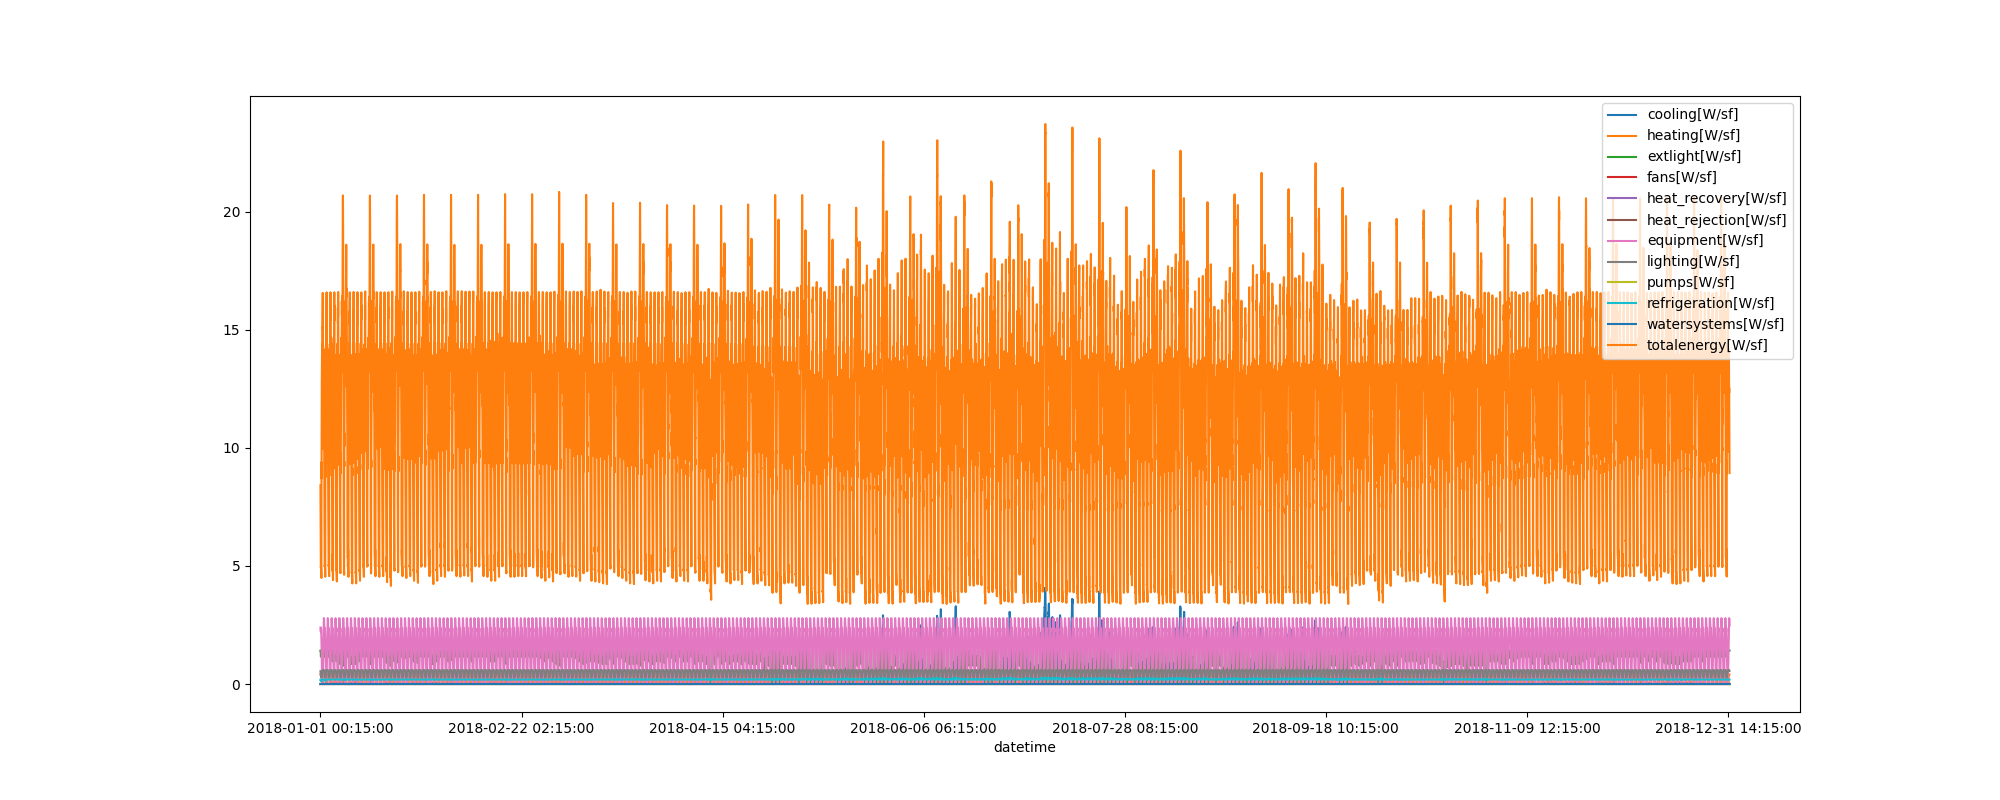 cooling[W/sf]
heating[W/sf]
extlight[W/sf]
fans[W/sf]
heat_recovery[W/sf]
heat_rejection[W/sf]
equipment[W/sf]
lighting[W/sf]
pumps[W/sf]
refrigeration[W/sf]
watersystems[W/sf]
totalenergy[W/sf]
20
15
10
5
0
2018-01-01 00:15:00 2018-02-22 02:15:00 2018-04-15 04:15:00 2018-06-06 06:15:00 2018-07-28 08:15:00 2018-09-18 10:15:00 2018-11-09 12:15:00 2018-12-31 14:15:00
datetime